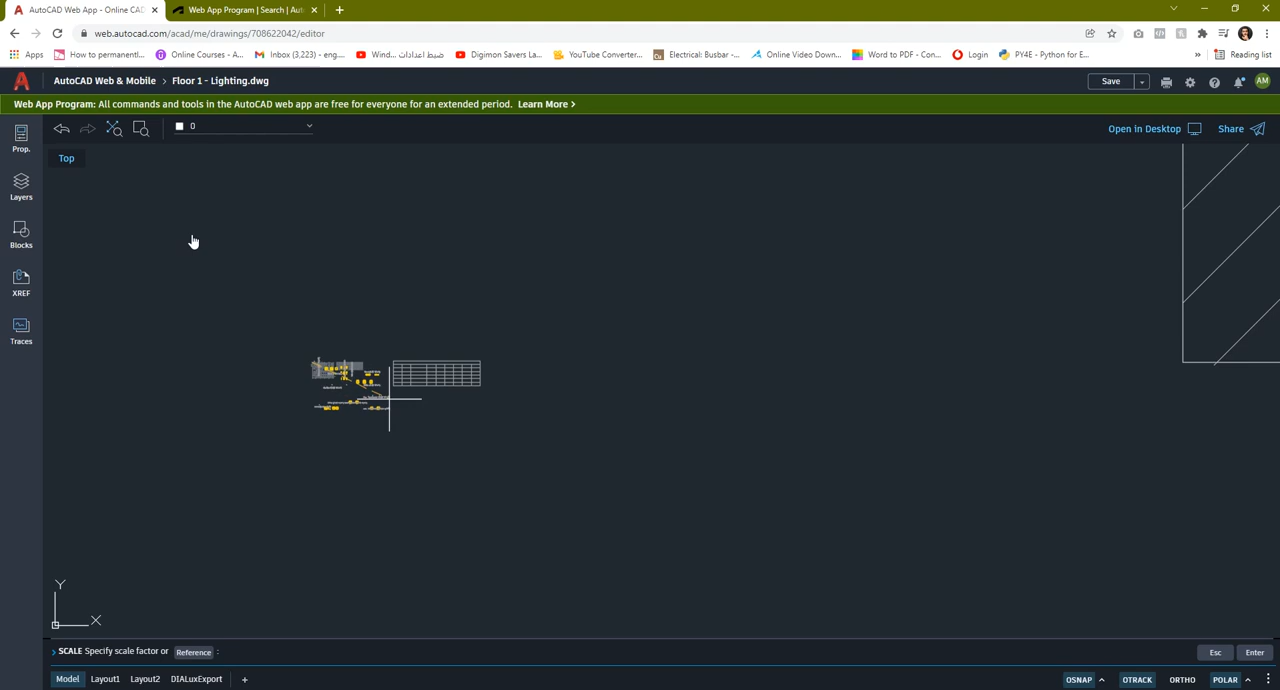 AutoCAD Web App - Online CAD
Web App Program | Search | Aut
web.autocad.com/acad/me/drawings/708622042/editor
Apps
How to permanentl...
Online Courses - A...
Inbox (3,223) - eng....
Wind... ضبط اعدادات
Digimon Savers La...
YouTube Converter...
Electrical: Busbar -...
Online Video Down...
Word to PDF - Con...
Login
PY4E - Python for E...
»
Reading list
AutoCAD Web & Mobile > Floor 1 - Lighting.dwg
Save
AM
Web App Program: All commands and tools in the AutoCAD web app are free for everyone for an extended period. Learn More >
0
Open in Desktop
Share
Prop.
Top
Layers
Blocks
XREF
Traces
Y
X
SCALE Specify scale factor or Reference :
Esc
Enter
Model
Layout1
Layout2
DIALuxExport
+
OSNAP
OTRACK
ORTHO
POLAR